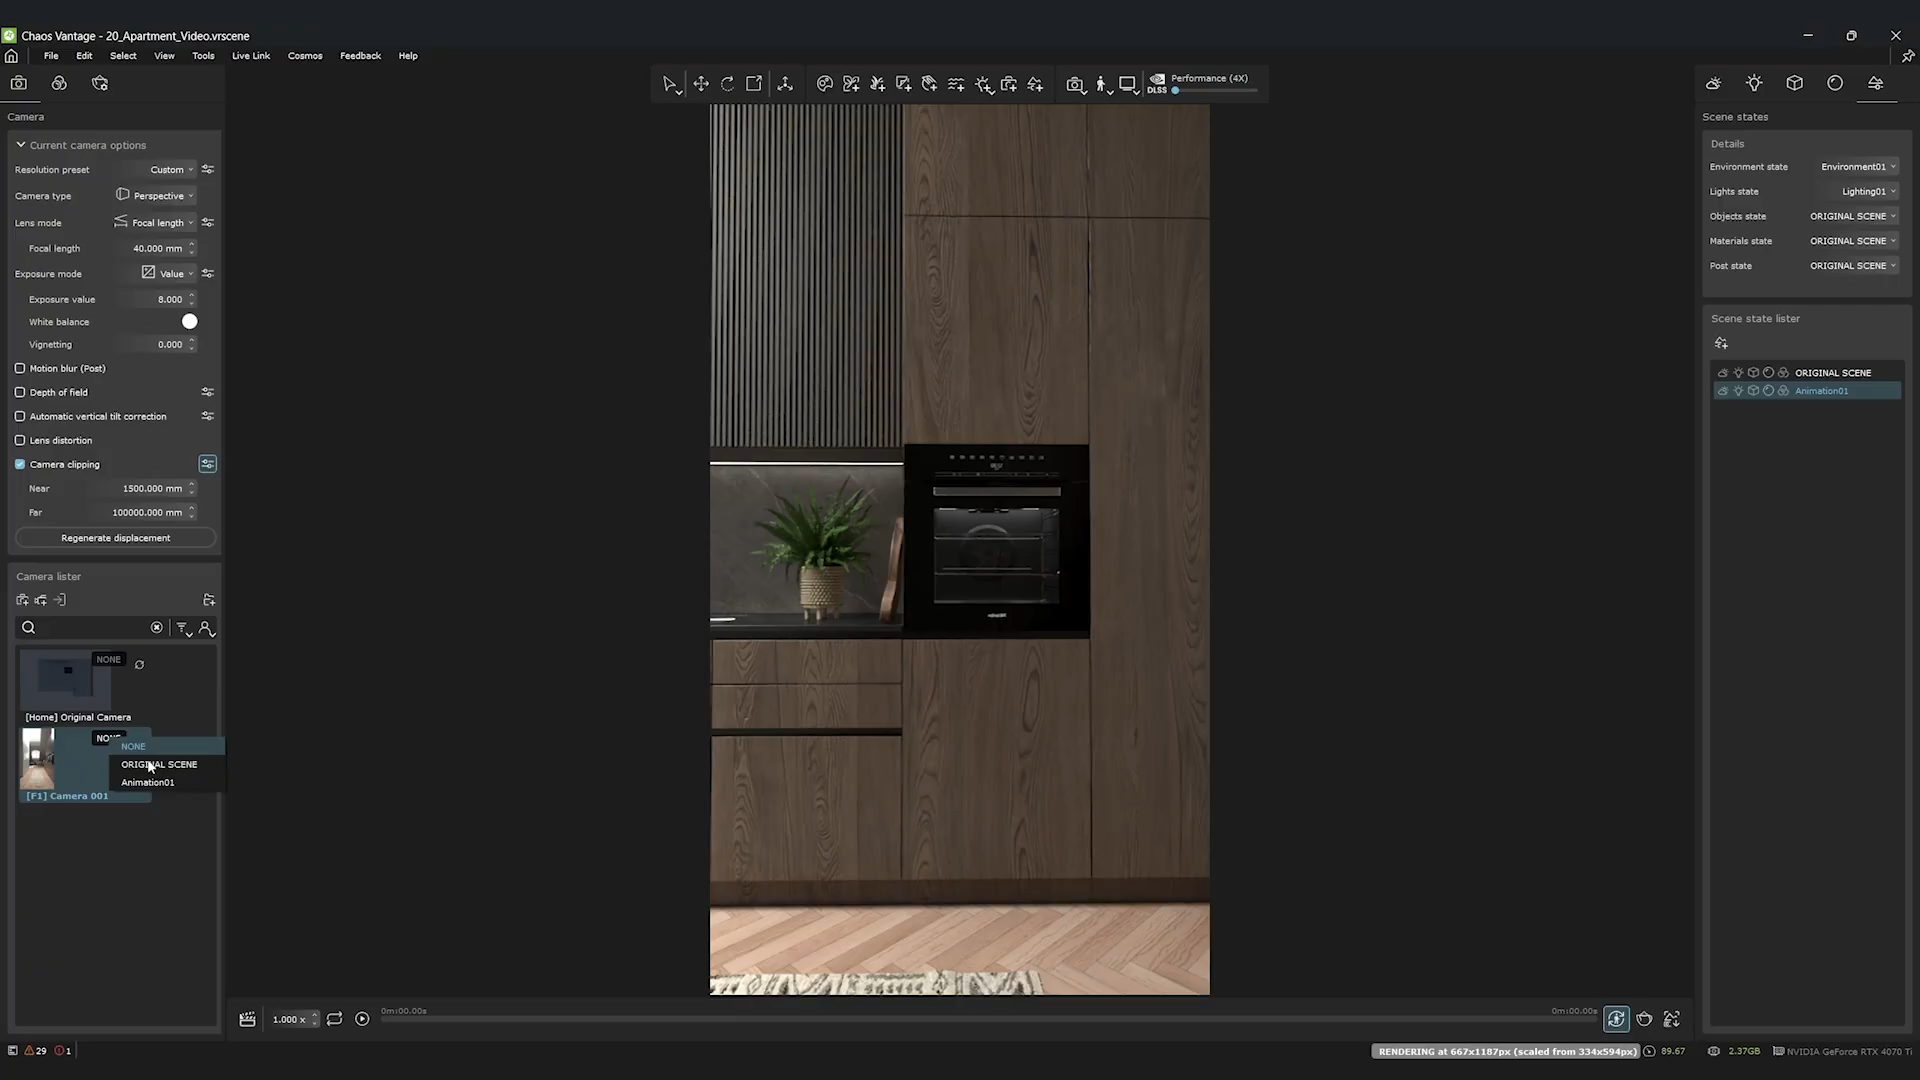 Chaos Vantage - 20_Apartment_Video.vrscene
File Edit Select View Tools Live Link Cosmos Feedback Help
DLSS Performance (4X)
Camera
Current camera options
Resolution preset Custom
Camera type Perspective
Lens mode Focal length
Focal length 40.000 mm
Exposure mode Value
Exposure value 8.000
White balance
Vignetting 0.000
Motion blur (Post)
Depth of field
Automatic vertical tilt correction
Lens distortion
Camera clipping
Near 1500.000 mm
Far 100000.000 mm
Regenerate displacement
Camera lister
NONE
[Home] Original Camera
NONE
ORIGINAL SCENE
Animation01
[F1] Camera 001
1.000 x
0m:00.00s
0m:00.00s
29 1
RENDERING at 667x1187px (scaled from 334x594px) 89.67 2.37GB NVIDIA GeForce RTX 4070 Ti
Scene states
Details
Environment state Environment01
Lights state Lighting01
Objects state ORIGINAL SCENE
Materials state ORIGINAL SCENE
Post state ORIGINAL SCENE
Scene state lister
ORIGINAL SCENE
Animation01